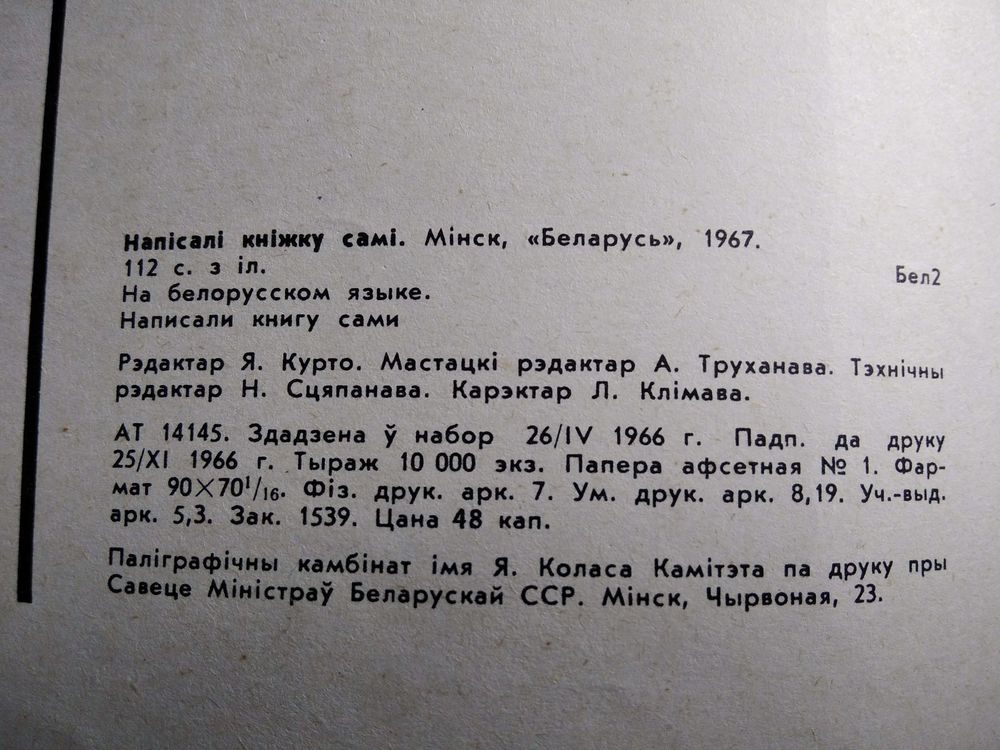 Напісалі кніжку самі. Мінск, «Беларусь», 1967.
112 с. з іл.
Бел2
На белорусском языке.
Написали книгу сами
Рэдактар Я. Курто. Мастацкі рэдактар А. Труханава. Тэхнічны
рэдактар Н. Сцяпанава. Карэктар Л. Клімава.
АТ 14145. Здадзена ў набор 26/IV 1966 г. Падп. да друку
25/XI 1966 г. Тыраж 10 000 экз. Папера афсетная № 1. Фар-
мат 90×70¹/₁₆. Фіз. друк. арк. 7. Ум. друк. арк. 8,19. Уч.-выд.
арк. 5,3. Зак. 1539. Цана 48 кап.
Паліграфічны камбінат імя Я. Коласа Камітэта па друку пры
Савеце Міністраў Беларускай ССР. Мінск, Чырвоная, 23.